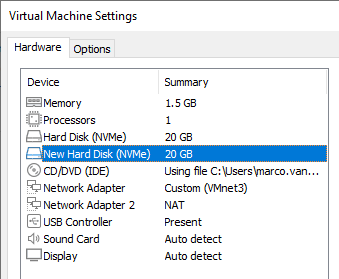 Virtual Machine Settings
Hardware Options
Device Summary
Memory 1.5 GB
Processors 1
Hard Disk (NVMe) 20 GB
New Hard Disk (NVMe) 20 GB
CD/DVD (IDE) Using file C:\Users\marco.van...
Network Adapter Custom (VMnet3)
Network Adapter 2 NAT
USB Controller Present
Sound Card Auto detect
Display Auto detect